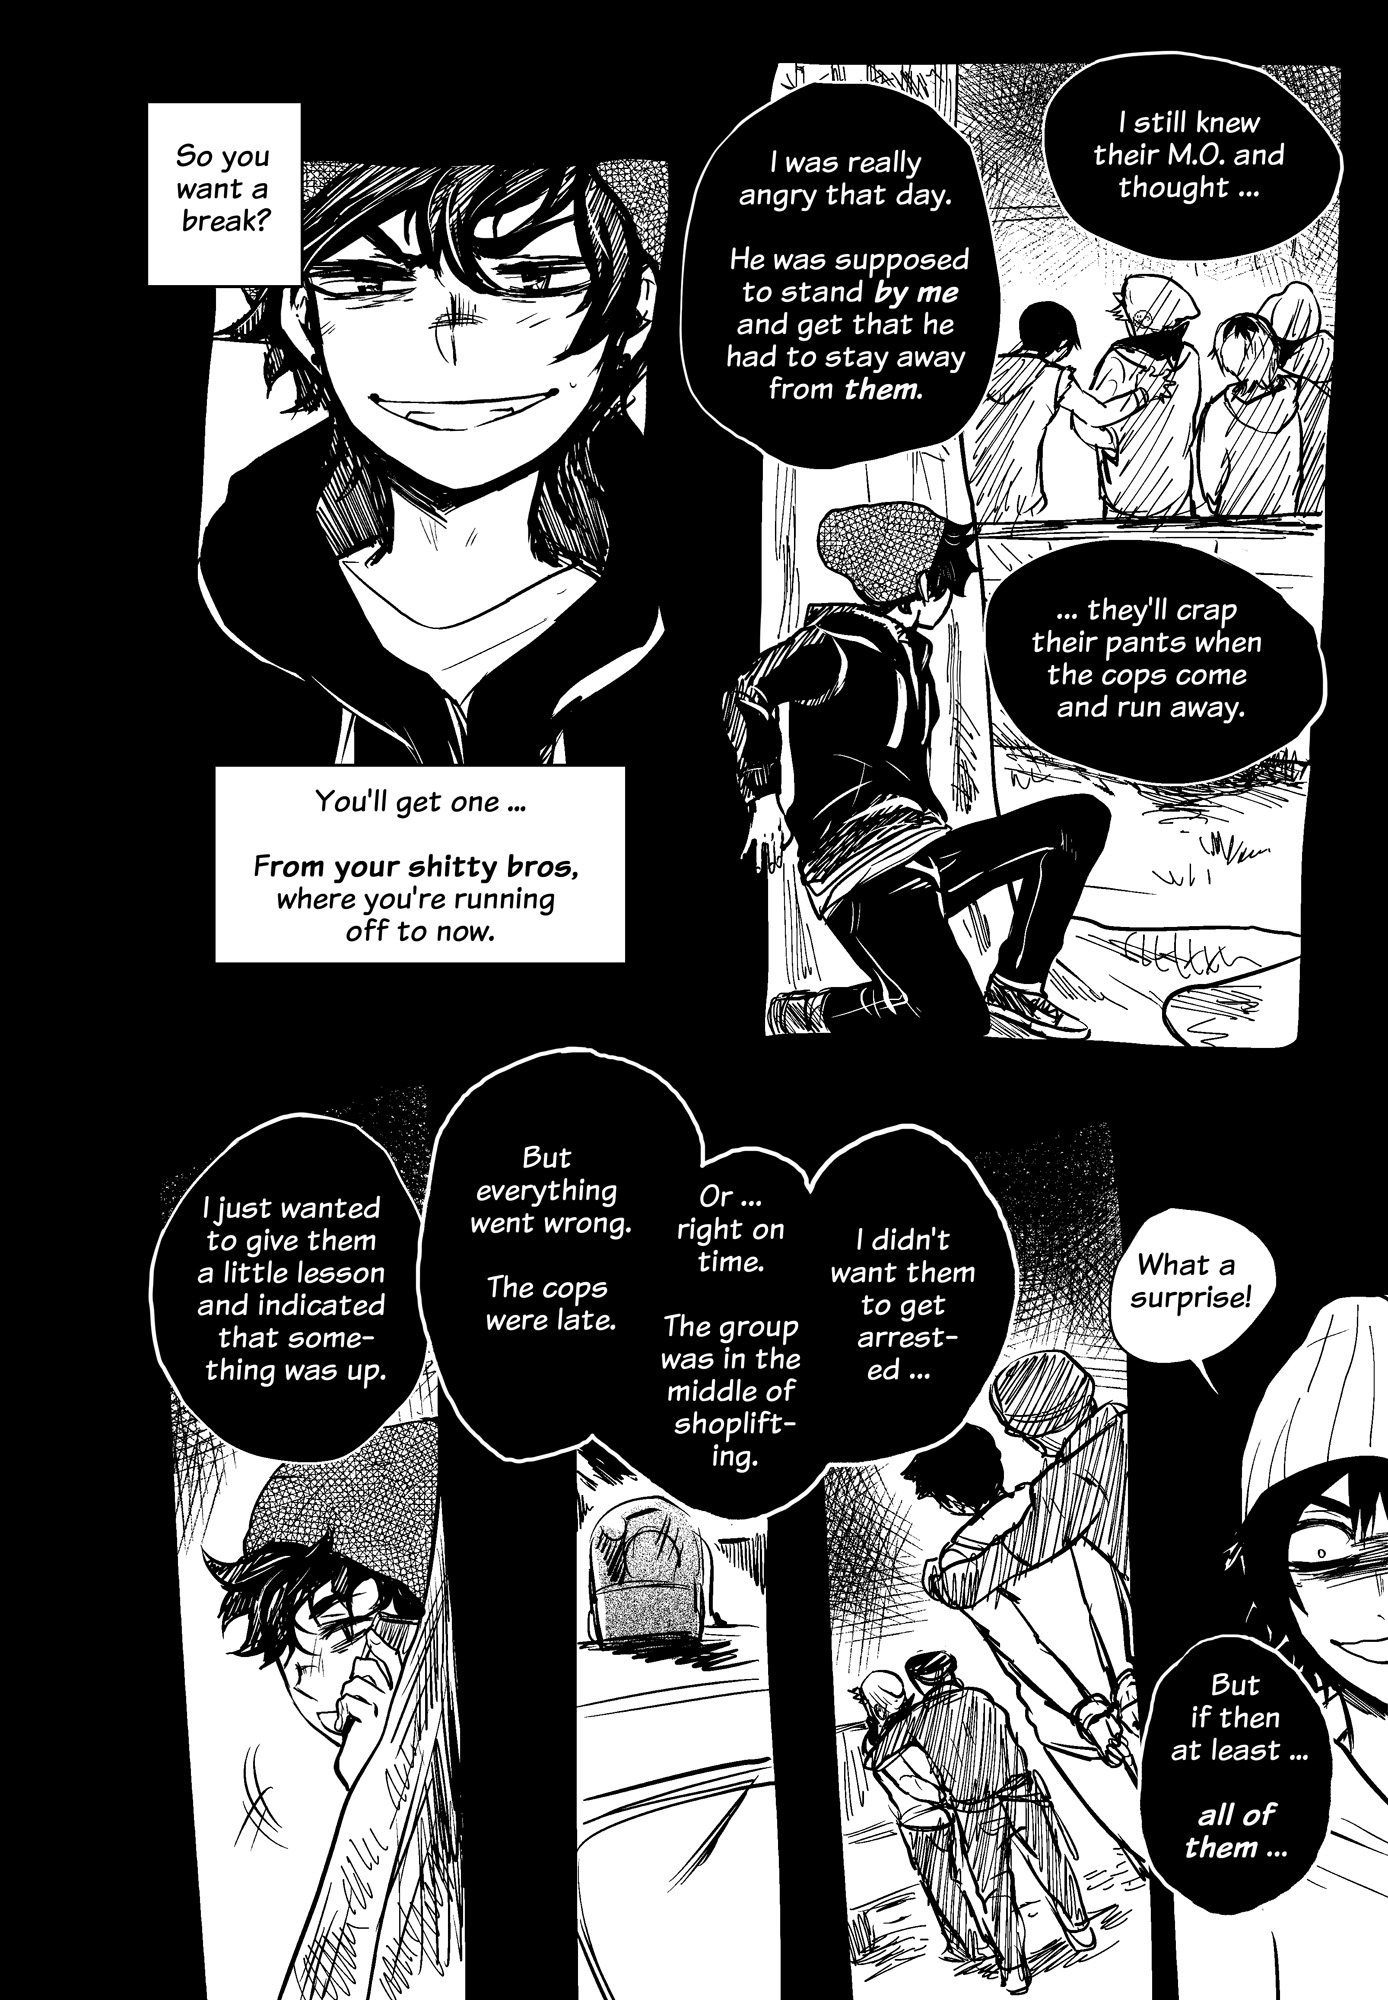 So you
want a
break?
You'll get one ...
From your shitty bros,
where you're running
off to now.
I was really
angry that day.
He was supposed
to stand by me
and get that he
had to stay away
from them.
I still knew
their M.O. and
thought ...
... they'll crap
their pants when
the cops come
and run away.
I just wanted
to give them
a little lesson
and indicated
that some-
thing was up.
But
everything
went wrong.
The cops
were late.
Or ...
right on
time.
The group
was in the
middle of
shoplift-
ing.
I didn't
want them
to get
arrest-
ed ...
What a
surprise!
But
if then
at least ...
all of
them ...